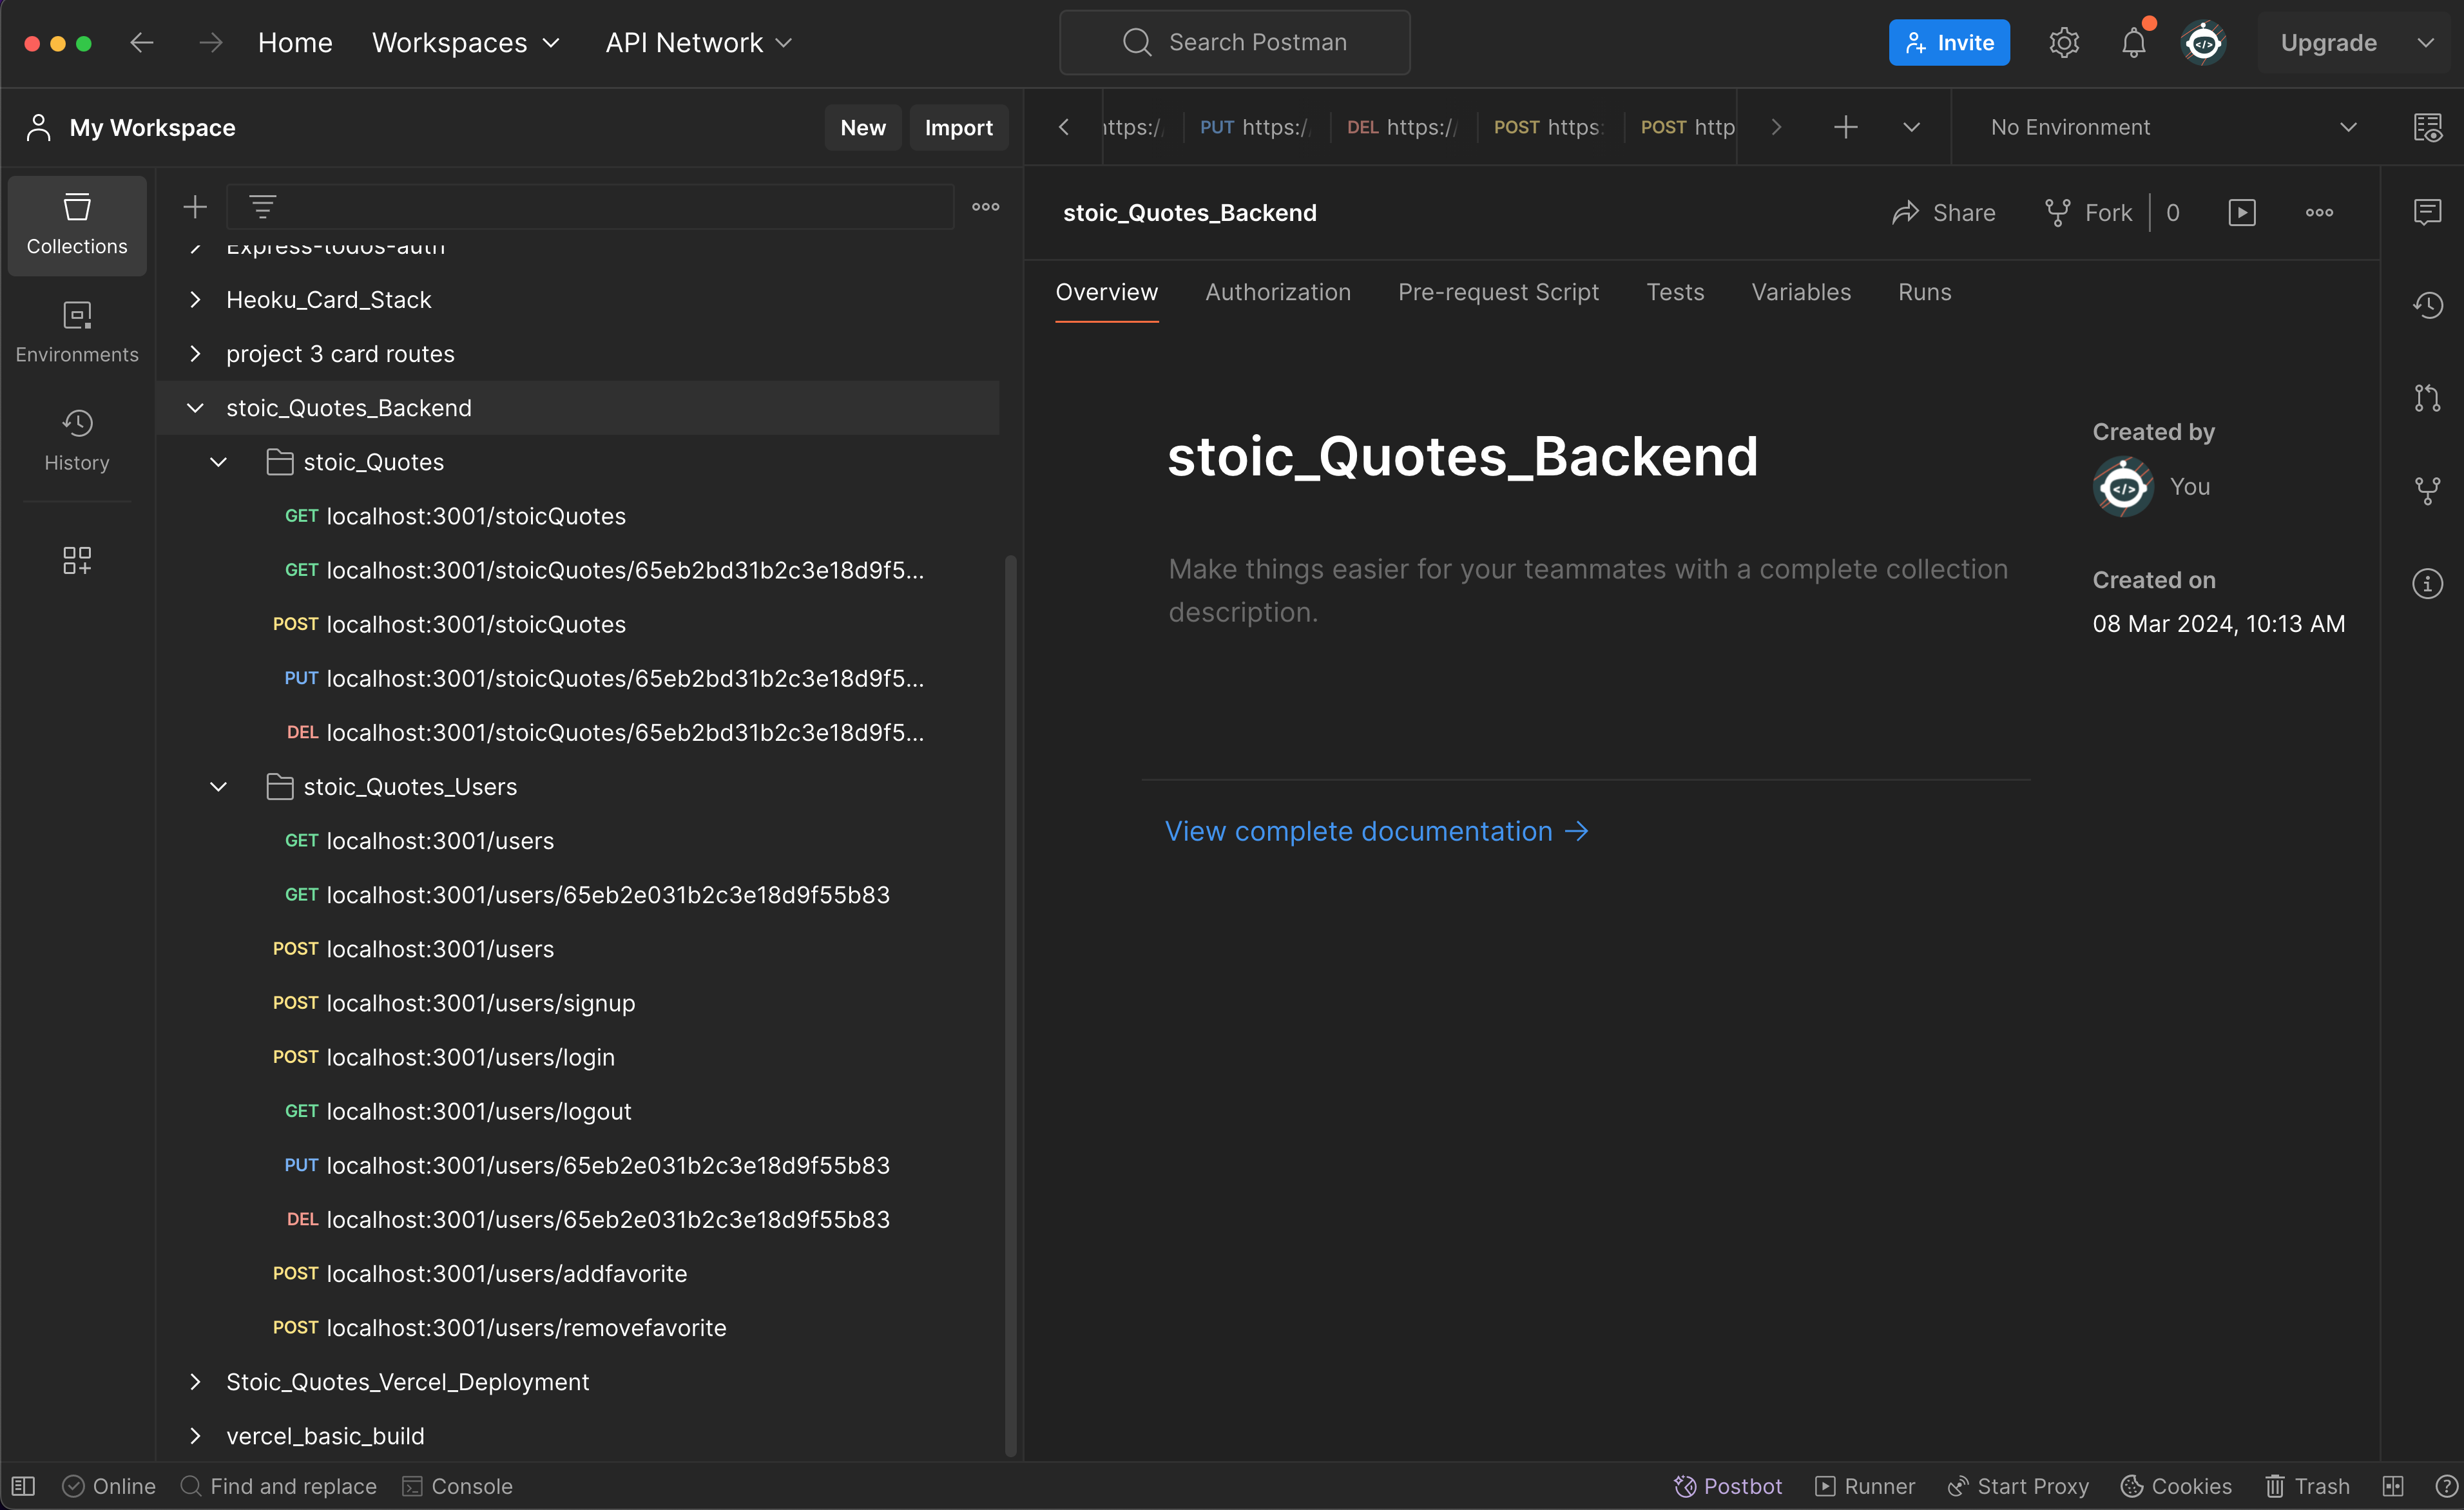 Home Workspaces API Network Search Postman Invite Upgrade
My Workspace New Import
ttps:// PUT https:/ DEL https:// POST https: POST http No Environment
Collections
Environments
History
Express-todos-auth
Heoku_Card_Stack
project 3 card routes
stoic_Quotes_Backend
stoic_Quotes
GET localhost:3001/stoicQuotes
GET localhost:3001/stoicQuotes/65eb2bd31b2c3e18d9f5...
POST localhost:3001/stoicQuotes
PUT localhost:3001/stoicQuotes/65eb2bd31b2c3e18d9f5...
DEL localhost:3001/stoicQuotes/65eb2bd31b2c3e18d9f5...
stoic_Quotes_Users
GET localhost:3001/users
GET localhost:3001/users/65eb2e031b2c3e18d9f55b83
POST localhost:3001/users
POST localhost:3001/users/signup
POST localhost:3001/users/login
GET localhost:3001/users/logout
PUT localhost:3001/users/65eb2e031b2c3e18d9f55b83
DEL localhost:3001/users/65eb2e031b2c3e18d9f55b83
POST localhost:3001/users/addfavorite
POST localhost:3001/users/removefavorite
Stoic_Quotes_Vercel_Deployment
vercel_basic_build
stoic_Quotes_Backend Share Fork 0
Overview Authorization Pre-request Script Tests Variables Runs
stoic_Quotes_Backend
Make things easier for your teammates with a complete collection
description.
View complete documentation →
Created by
You
Created on
08 Mar 2024, 10:13 AM
Online Find and replace Console Postbot Runner Start Proxy Cookies Trash